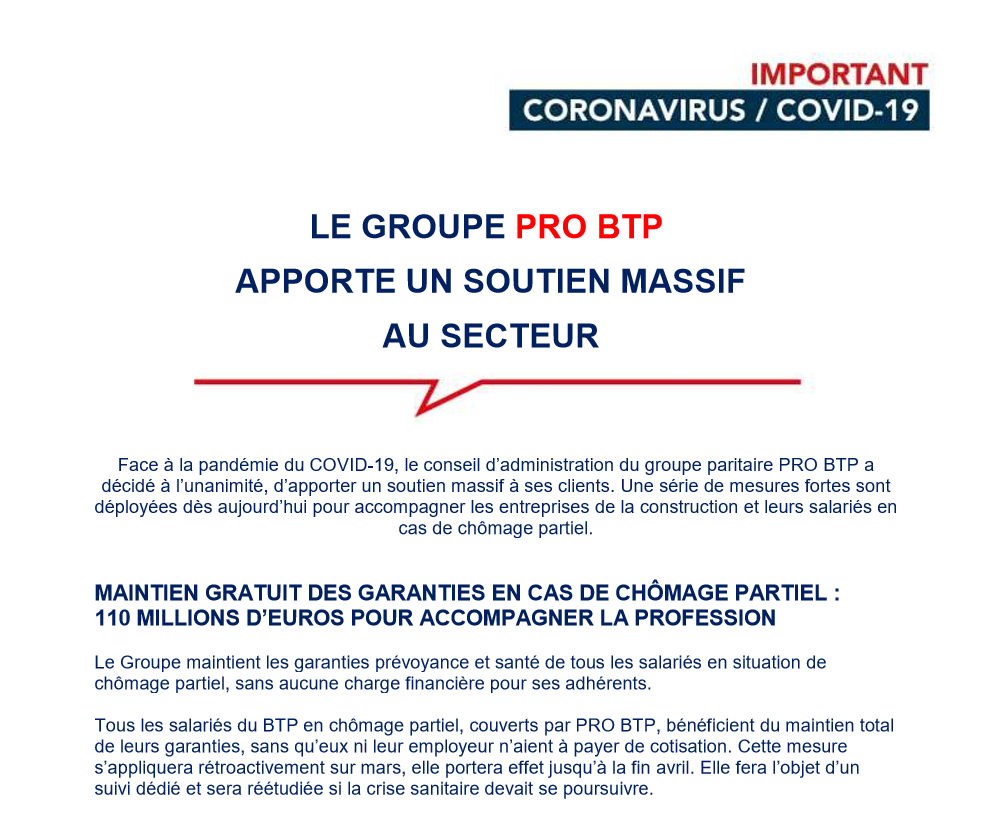 IMPORTANT
CORONAVIRUS / COVID-19
LE GROUPE PRO BTP
APPORTE UN SOUTIEN MASSIF
AU SECTEUR
Face à la pandémie du COVID-19, le conseil d’administration du groupe paritaire PRO BTP a
décidé à l’unanimité, d’apporter un soutien massif à ses clients. Une série de mesures fortes sont
déployées dès aujourd’hui pour accompagner les entreprises de la construction et leurs salariés en
cas de chômage partiel.
MAINTIEN GRATUIT DES GARANTIES EN CAS DE CHÔMAGE PARTIEL :
110 MILLIONS D’EUROS POUR ACCOMPAGNER LA PROFESSION
Le Groupe maintient les garanties prévoyance et santé de tous les salariés en situation de
chômage partiel, sans aucune charge financière pour ses adhérents.
Tous les salariés du BTP en chômage partiel, couverts par PRO BTP, bénéficient du maintien total
de leurs garanties, sans qu’eux ni leur employeur n’aient à payer de cotisation. Cette mesure
s’appliquera rétroactivement sur mars, elle portera effet jusqu’à la fin avril. Elle fera l’objet d’un
suivi dédié et sera réétudiée si la crise sanitaire devait se poursuivre.